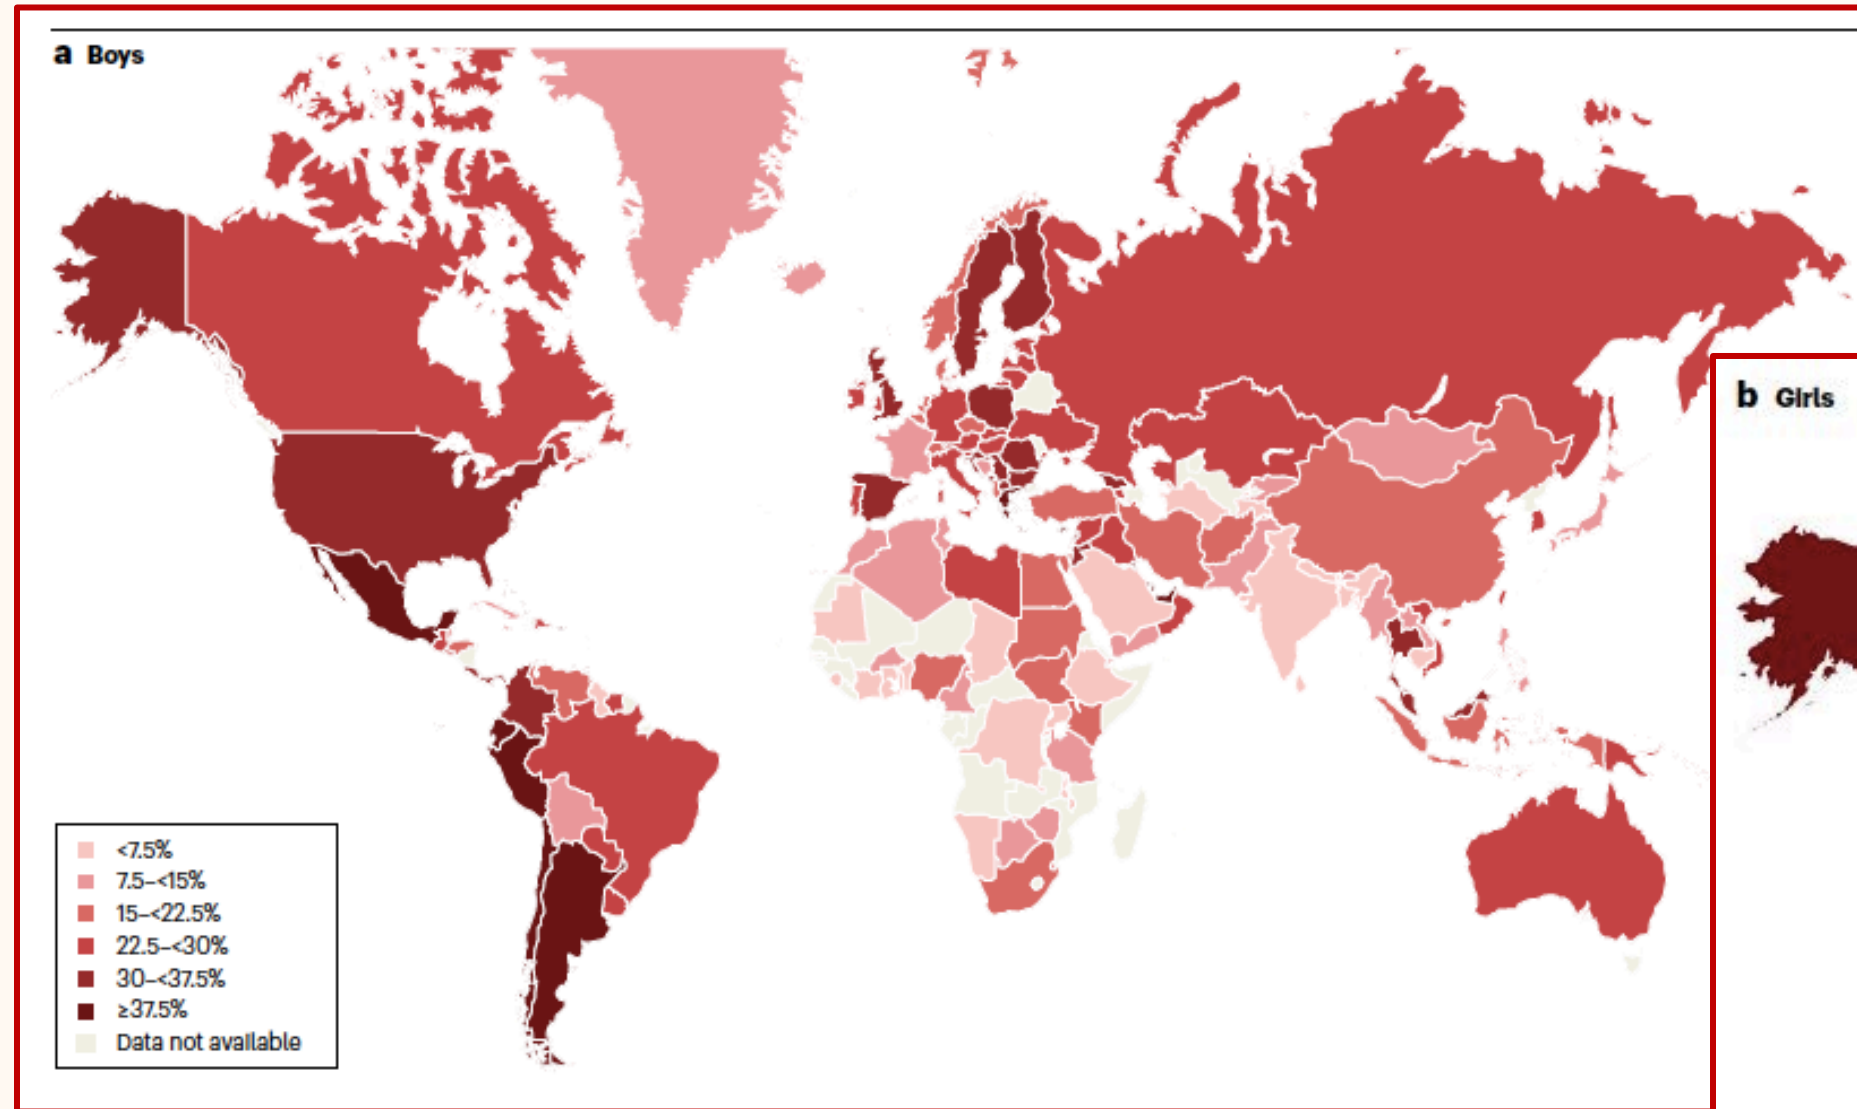 a Boys
<7.5%
7.5–<15%
15–<22.5%
22.5–<30%
30–<37.5%
≥37.5%
Data not available
b Girls